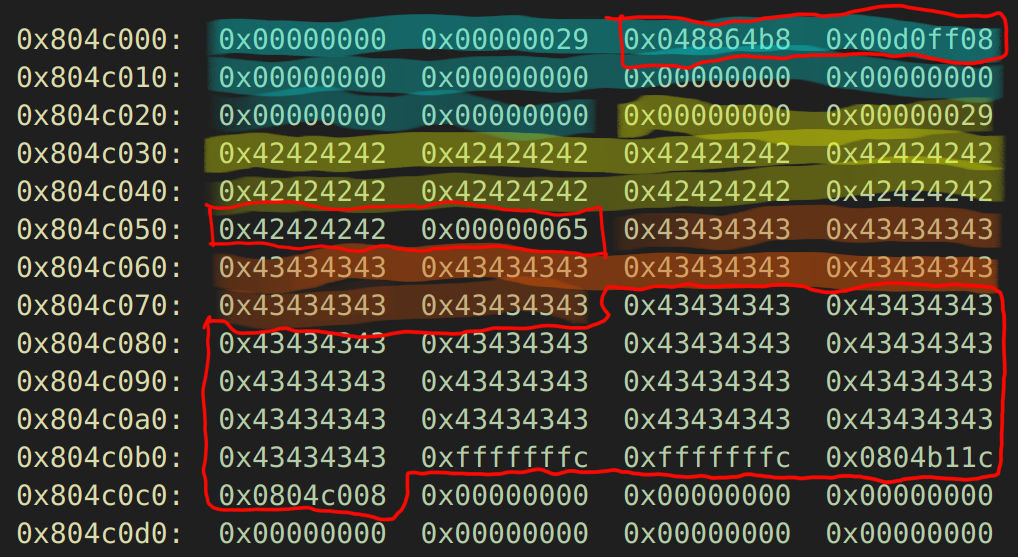 0x804c000: 0x00000000 0x00000029 0x048864b8 0x00d0ff08
0x804c010: 0x00000000 0x00000000 0x00000000 0x00000000
0x804c020: 0x00000000 0x00000000 0x00000000 0x00000029
0x804c030: 0x42424242 0x42424242 0x42424242 0x42424242
0x804c040: 0x42424242 0x42424242 0x42424242 0x42424242
0x804c050: 0x42424242 0x00000065 0x43434343 0x43434343
0x804c060: 0x43434343 0x43434343 0x43434343 0x43434343
0x804c070: 0x43434343 0x43434343 0x43434343 0x43434343
0x804c080: 0x43434343 0x43434343 0x43434343 0x43434343
0x804c090: 0x43434343 0x43434343 0x43434343 0x43434343
0x804c0a0: 0x43434343 0x43434343 0x43434343 0x43434343
0x804c0b0: 0x43434343 0xfffffffc 0xfffffffc 0x0804b11c
0x804c0c0: 0x0804c008 0x00000000 0x00000000 0x00000000
0x804c0d0: 0x00000000 0x00000000 0x00000000 0x00000000